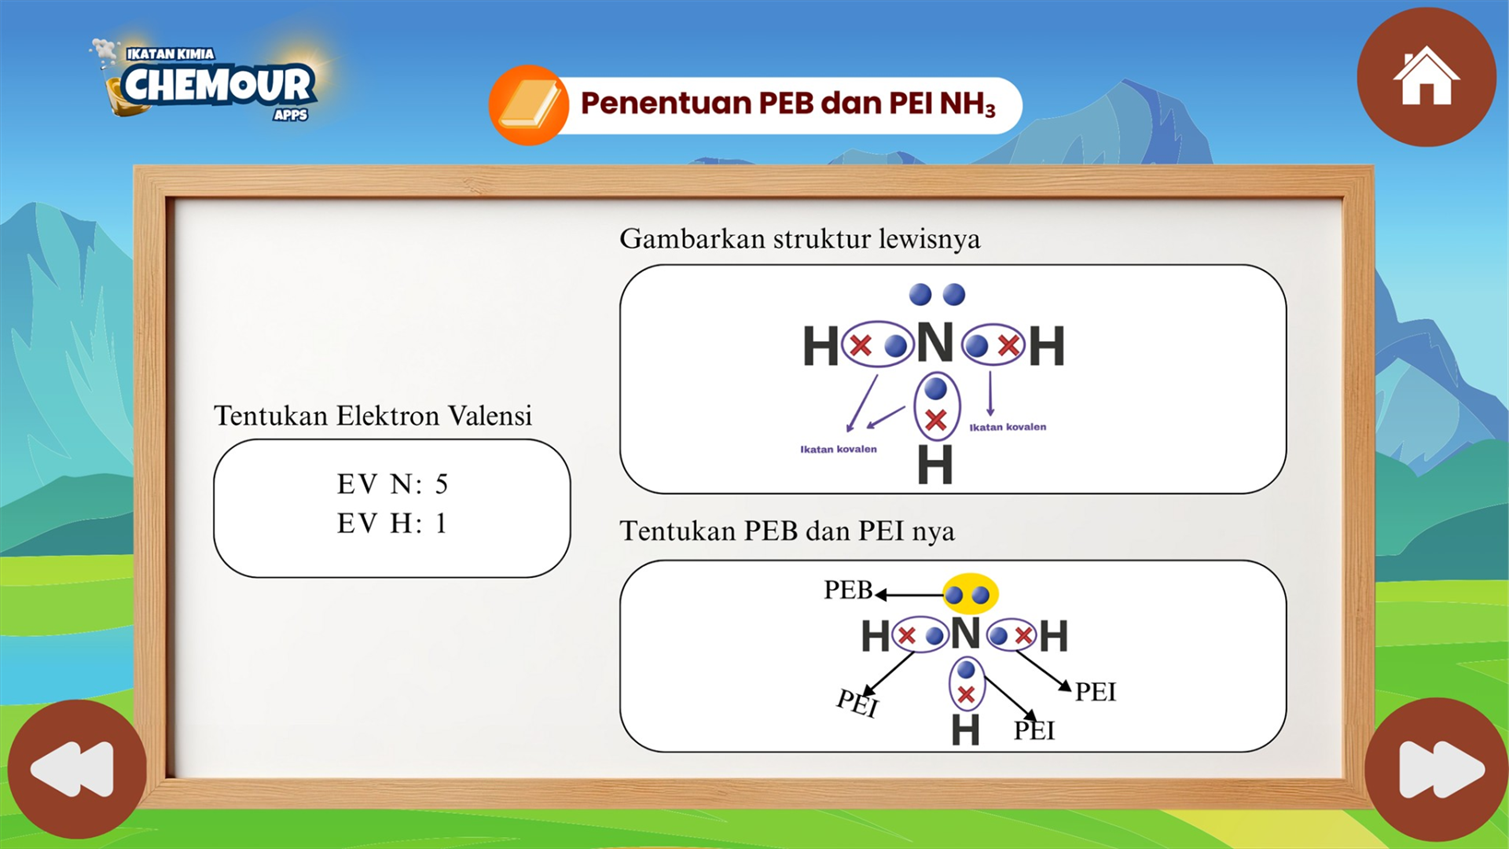 IKATAN KIMIA
CHEMOUR
APPS
Penentuan PEB dan PEI NH₃
Tentukan Elektron Valensi
EV N: 5
EV H: 1
Gambarkan struktur lewisnya
H N H
Ikatan kovalen
Ikatan kovalen
H
Tentukan PEB dan PEI nya
PEB
H N H
PEI
PEI
PEI
H